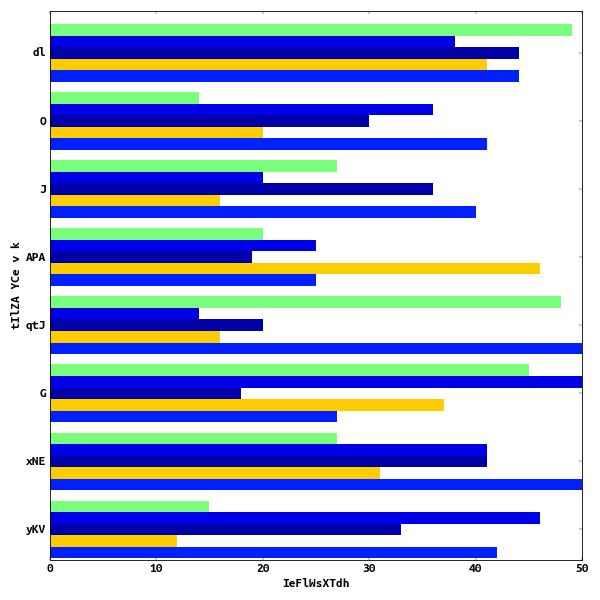 dl
O
J
APA
qtJ
G
xNE
yKV
tIlZA YCe v k
0 10 20 30 40 50
IeFlWsXTdh